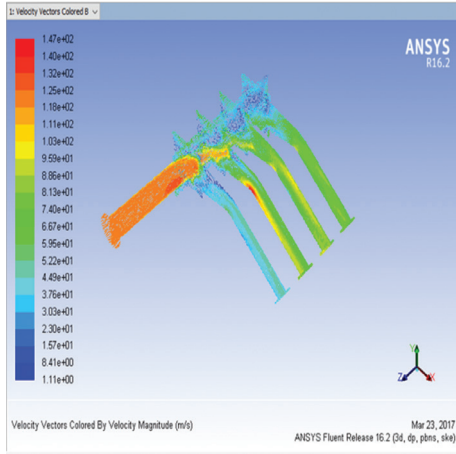 1: Velocity Vectors Colored B
ANSYS
R16.2
1.47e+02
1.40e+02
1.32e+02
1.25e+02
1.18e+02
1.11e+02
1.03e+02
9.59e+01
8.86e+01
8.13e+01
7.40e+01
6.67e+01
5.95e+01
5.22e+01
4.49e+01
3.76e+01
3.03e+01
2.30e+01
1.57e+01
8.41e+00
1.11e+00
Y
Z X
Velocity Vectors Colored By Velocity Magnitude (m/s)
Mar 23, 2017
ANSYS Fluent Release 16.2 (3d, dp, pbns, ske)